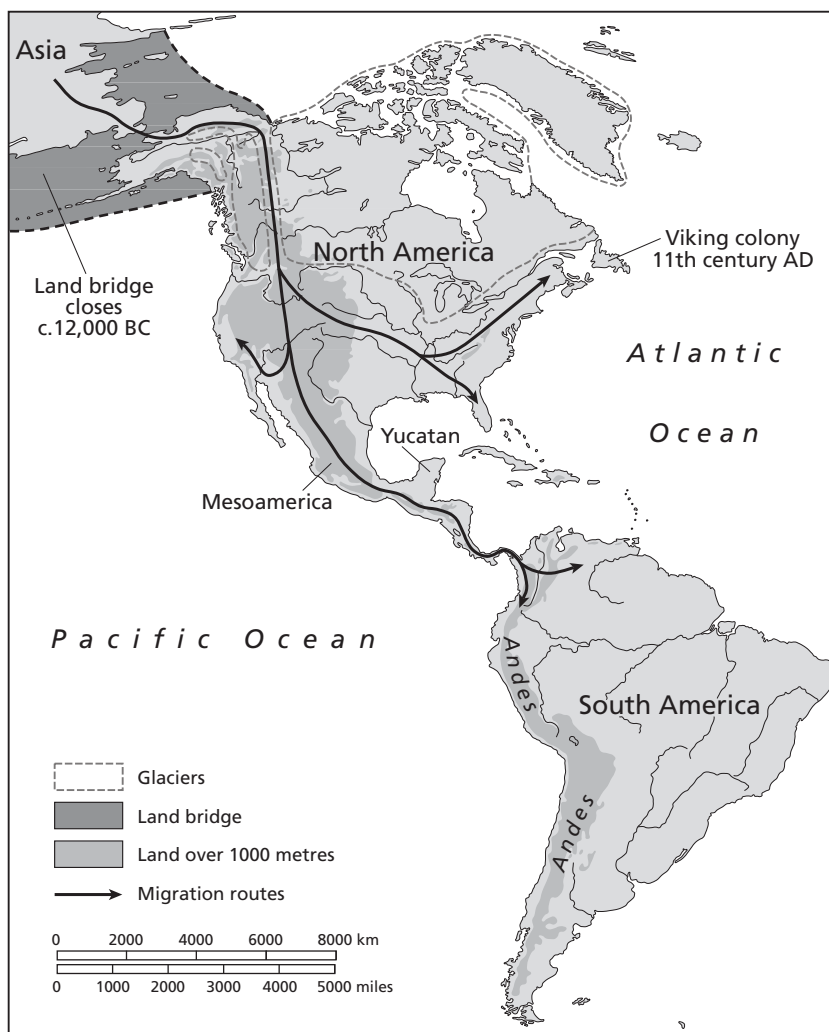 Asia
North America
Viking colony
11th century AD
Land bridge
closes
c.12,000 BC
Atlantic
Ocean
Yucatan
Mesoamerica
Pacific Ocean
Andes
South America
Andes
Glaciers
Land bridge
Land over 1000 metres
Migration routes
0 2000 4000 6000 8000 km
0 1000 2000 3000 4000 5000 miles